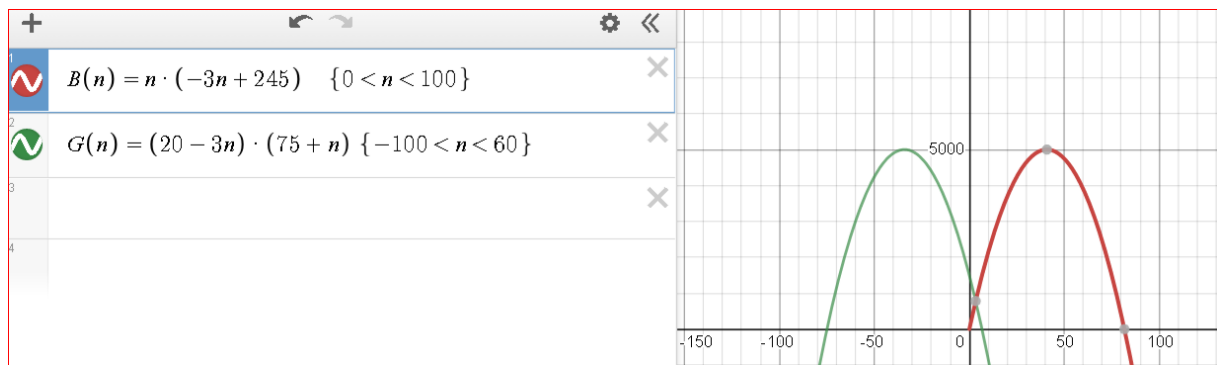 1
B(n) = n · (−3n + 245) {0 < n < 100}
2
G(n) = (20 − 3n) · (75 + n) {−100 < n < 60}
3
4
5000
-150 -100 -50 0 50 100